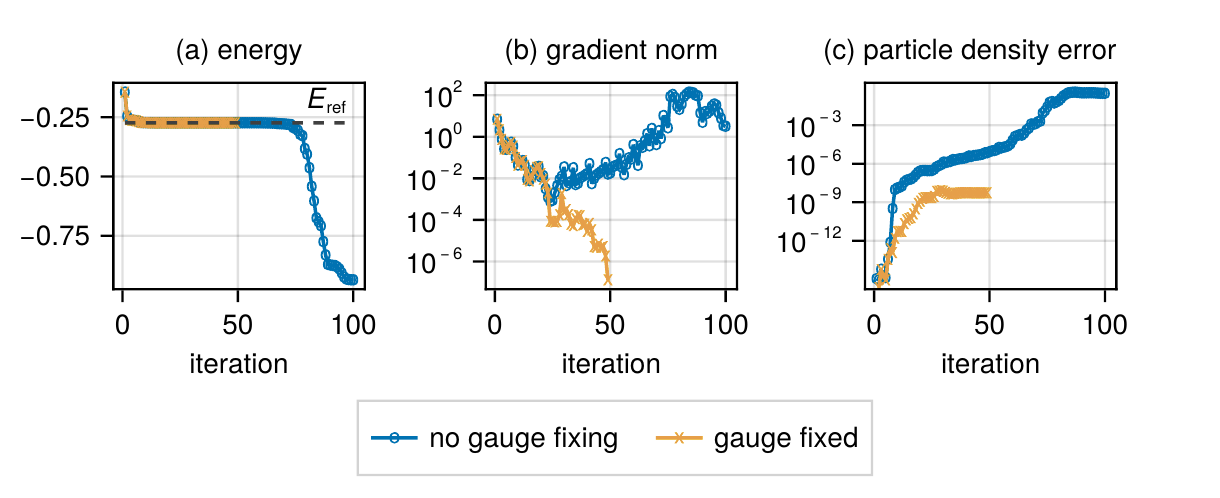 (a) energy
(b) gradient norm
(c) particle density error
−0.25
−0.50
−0.75
E_ref
0
50
100
iteration
10^2
10^0
10^−2
10^−4
10^−6
0
50
100
iteration
10^−3
10^−6
10^−9
10^−12
0
50
100
iteration
no gauge fixing
gauge fixed